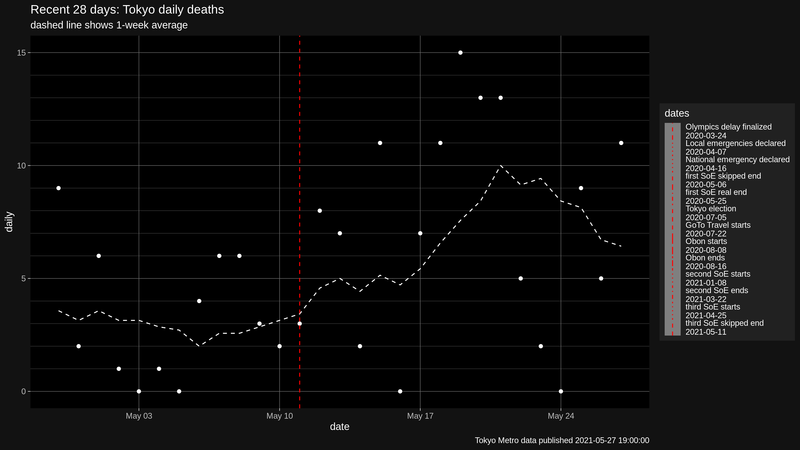 Recent 28 days: Tokyo daily deaths
dashed line shows 1-week average
15
10
5
0
daily
May 03
May 10
May 17
May 24
date
dates
Olympics delay finalized
2020-03-24
Local emergencies declared
2020-04-07
National emergency declared
2020-04-16
first SoE skipped end
2020-05-06
first SoE real end
2020-05-25
Tokyo election
2020-07-05
GoTo Travel starts
2020-07-22
Obon starts
2020-08-08
Obon ends
2020-08-16
second SoE starts
2021-01-08
second SoE ends
2021-03-22
third SoE starts
2021-04-25
third SoE skipped end
2021-05-11
Tokyo Metro data published 2021-05-27 19:00:00